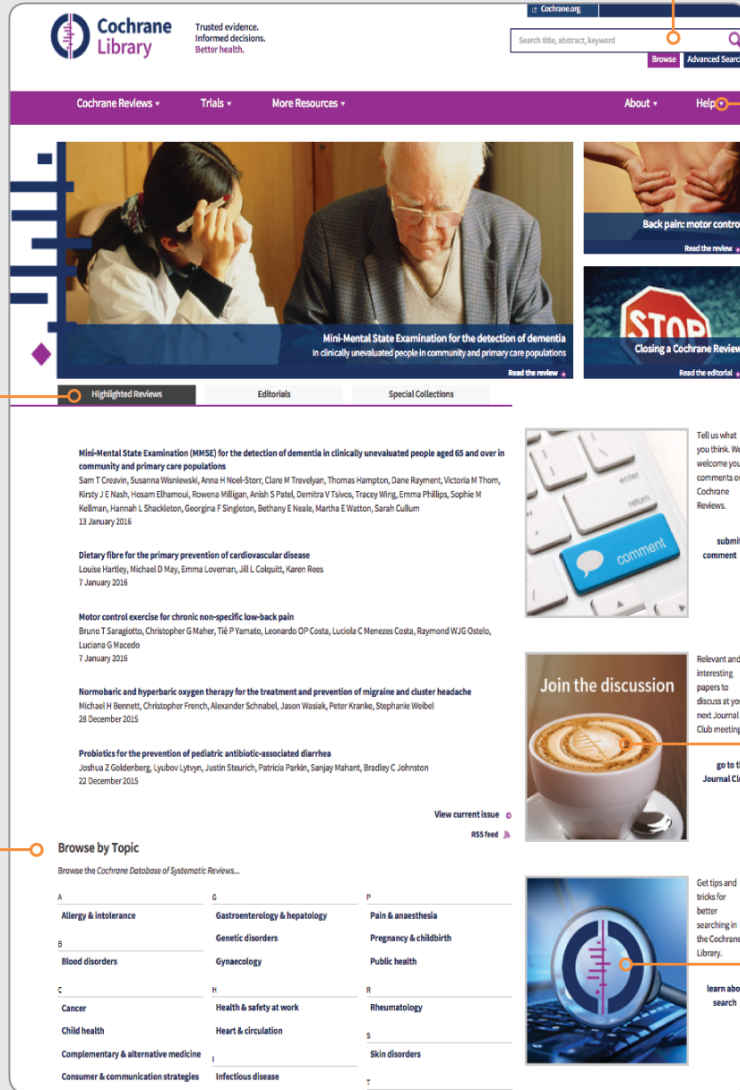 Cochrane.org
Cochrane
Library
Trusted evidence.
Informed decisions.
Better health.
Search title, abstract, keyword
Browse
Advanced Searc
Cochrane Reviews
Trials
More Resources
About
Help
Mini-Mental State Examination for the detection of dementia
In clinically unevaluated people in community and primary care populations
Read the review
Back pain: motor contro
Read the review
STOP
Closing a Cochrane Review
Read the editorial
Highlighted Reviews
Editorials
Special Collections
Mini-Mental State Examination (MMSE) for the detection of dementia in clinically unevaluated people aged 65 and over in
community and primary care populations
Sam T Creavin, Susanna Wisniewski, Anna H Noel-Storr, Clare M Trevelyan, Thomas Hampton, Dane Rayment, Victoria M Thom,
Kirsty J E Nash, Hosam Elhamoui, Rowena Milligan, Anish S Patel, Demitra V Tsivos, Tracey Wing, Emma Phillips, Sophie M
Kellman, Hannah L Shackleton, Georgina F Singleton, Bethany E Neale, Martha E Watton, Sarah Cullum
13 January 2016
Dietary fibre for the primary prevention of cardiovascular disease
Louise Hartley, Michael D May, Emma Loveman, Jill L Colquitt, Karen Rees
7 January 2016
Motor control exercise for chronic non-specific low-back pain
Bruno T Saragiotto, Christopher G Maher, Tiê P Yamato, Leonardo OP Costa, Luciola C Menezes Costa, Raymond WJG Ostelo,
Luciana G Macedo
7 January 2016
Normobaric and hyperbaric oxygen therapy for the treatment and prevention of migraine and cluster headache
Michael H Bennett, Christopher French, Alexander Schnabel, Jason Wasiak, Peter Kranke, Stephanie Weibel
28 December 2015
Probiotics for the prevention of pediatric antibiotic-associated diarrhea
Joshua Z Goldenberg, Lyubov Lytvyn, Justin Steurich, Patricia Parkin, Sanjay Mahant, Bradley C Johnston
22 December 2015
View current issue
RSS feed
enter
return
comment
Tell us what
you think. We
welcome you
comments o
Cochrane
Reviews.
submit
comment
Join the discussion
Relevant and
interesting
papers to
discuss at you
next Journal
Club meeting
go to th
Journal Clu
Get tips and
tricks for
better
searching in
the Cochrane
Library.
learn abo
search
Browse by Topic
Browse the Cochrane Database of Systematic Reviews...
A
Allergy & intolerance
B
Blood disorders
C
Cancer
Child health
Complementary & alternative medicine
Consumer & communication strategies
G
Gastroenterology & hepatology
Genetic disorders
Gynaecology
H
Health & safety at work
Heart & circulation
I
Infectious disease
P
Pain & anaesthesia
Pregnancy & childbirth
Public health
R
Rheumatology
S
Skin disorders
T